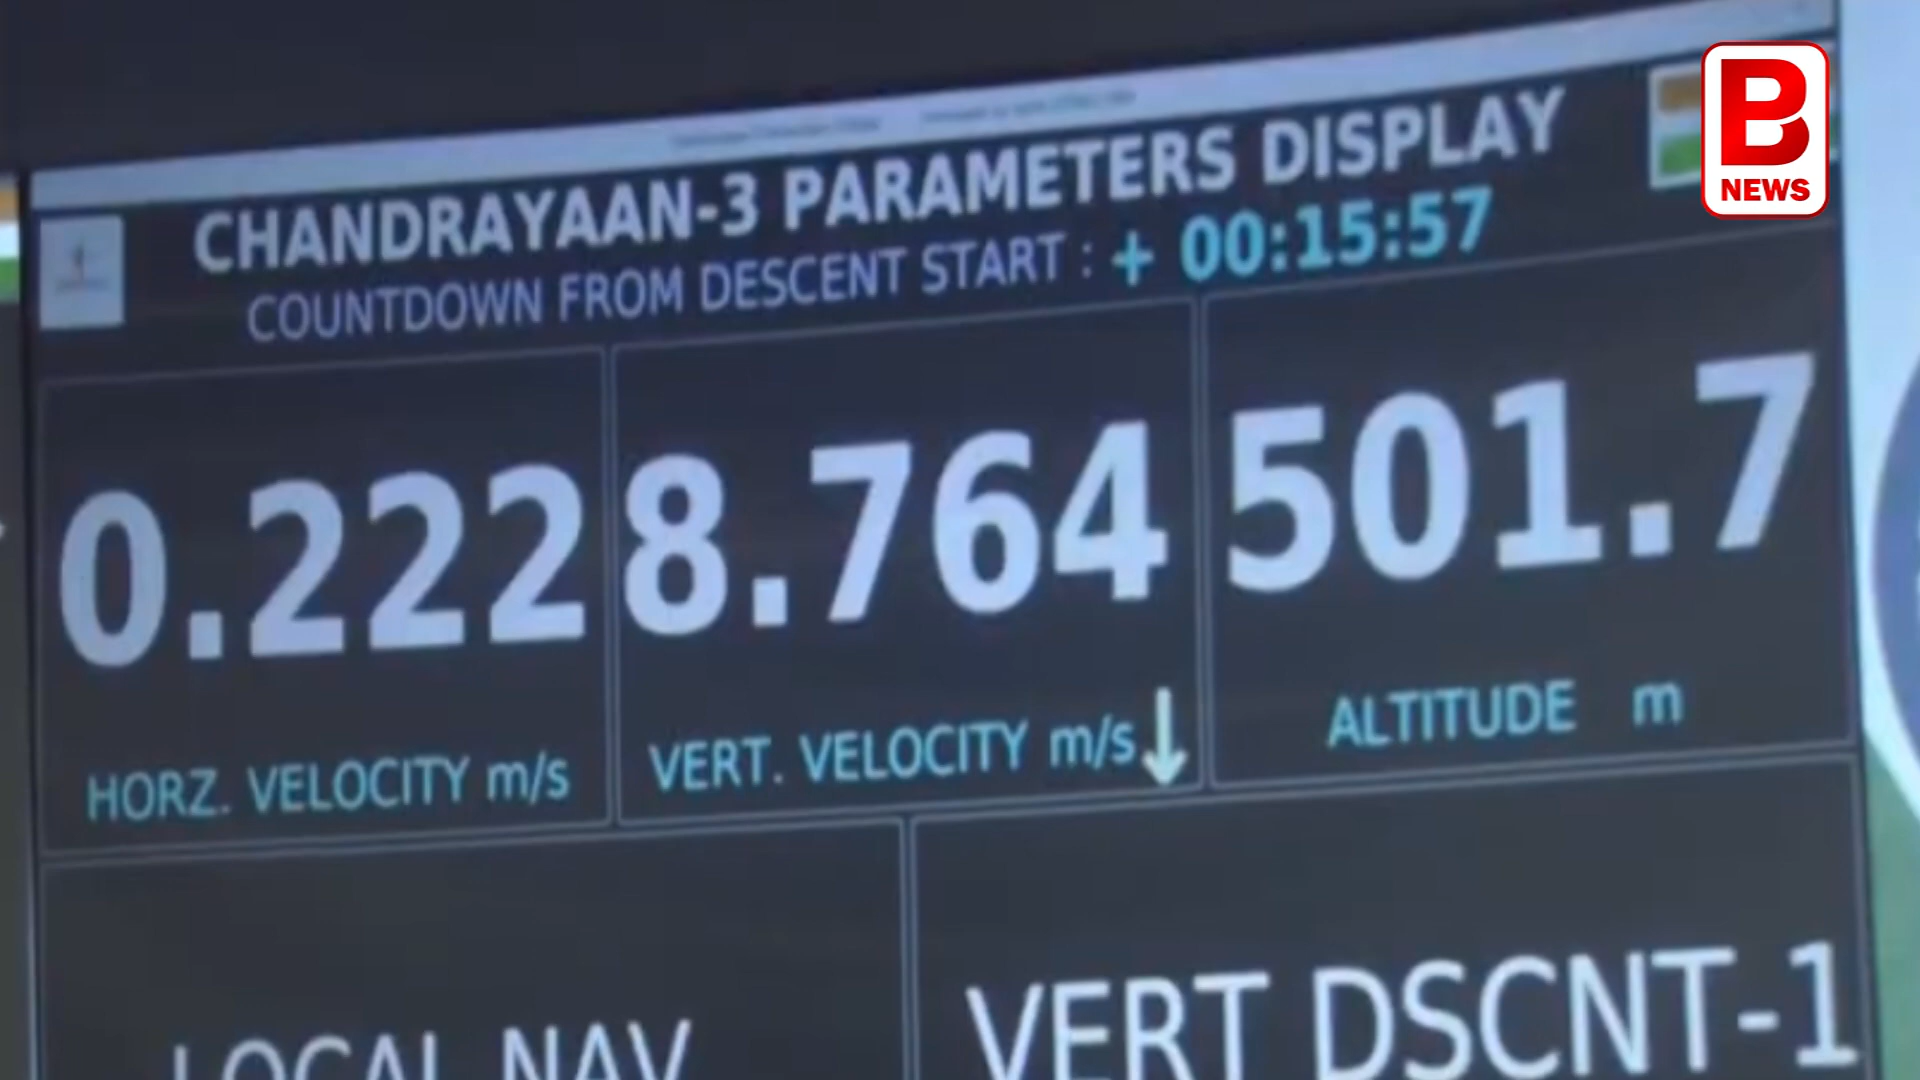 B
NEWS
CHANDRAYAAN-3 PARAMETERS DISPLAY
COUNTDOWN FROM DESCENT START : + 00:15:57
0.222 8.764 501.7
HORZ. VELOCITY m/s VERT. VELOCITY m/s↓ ALTITUDE m
LOCAL NAV VERT DSCNT-1